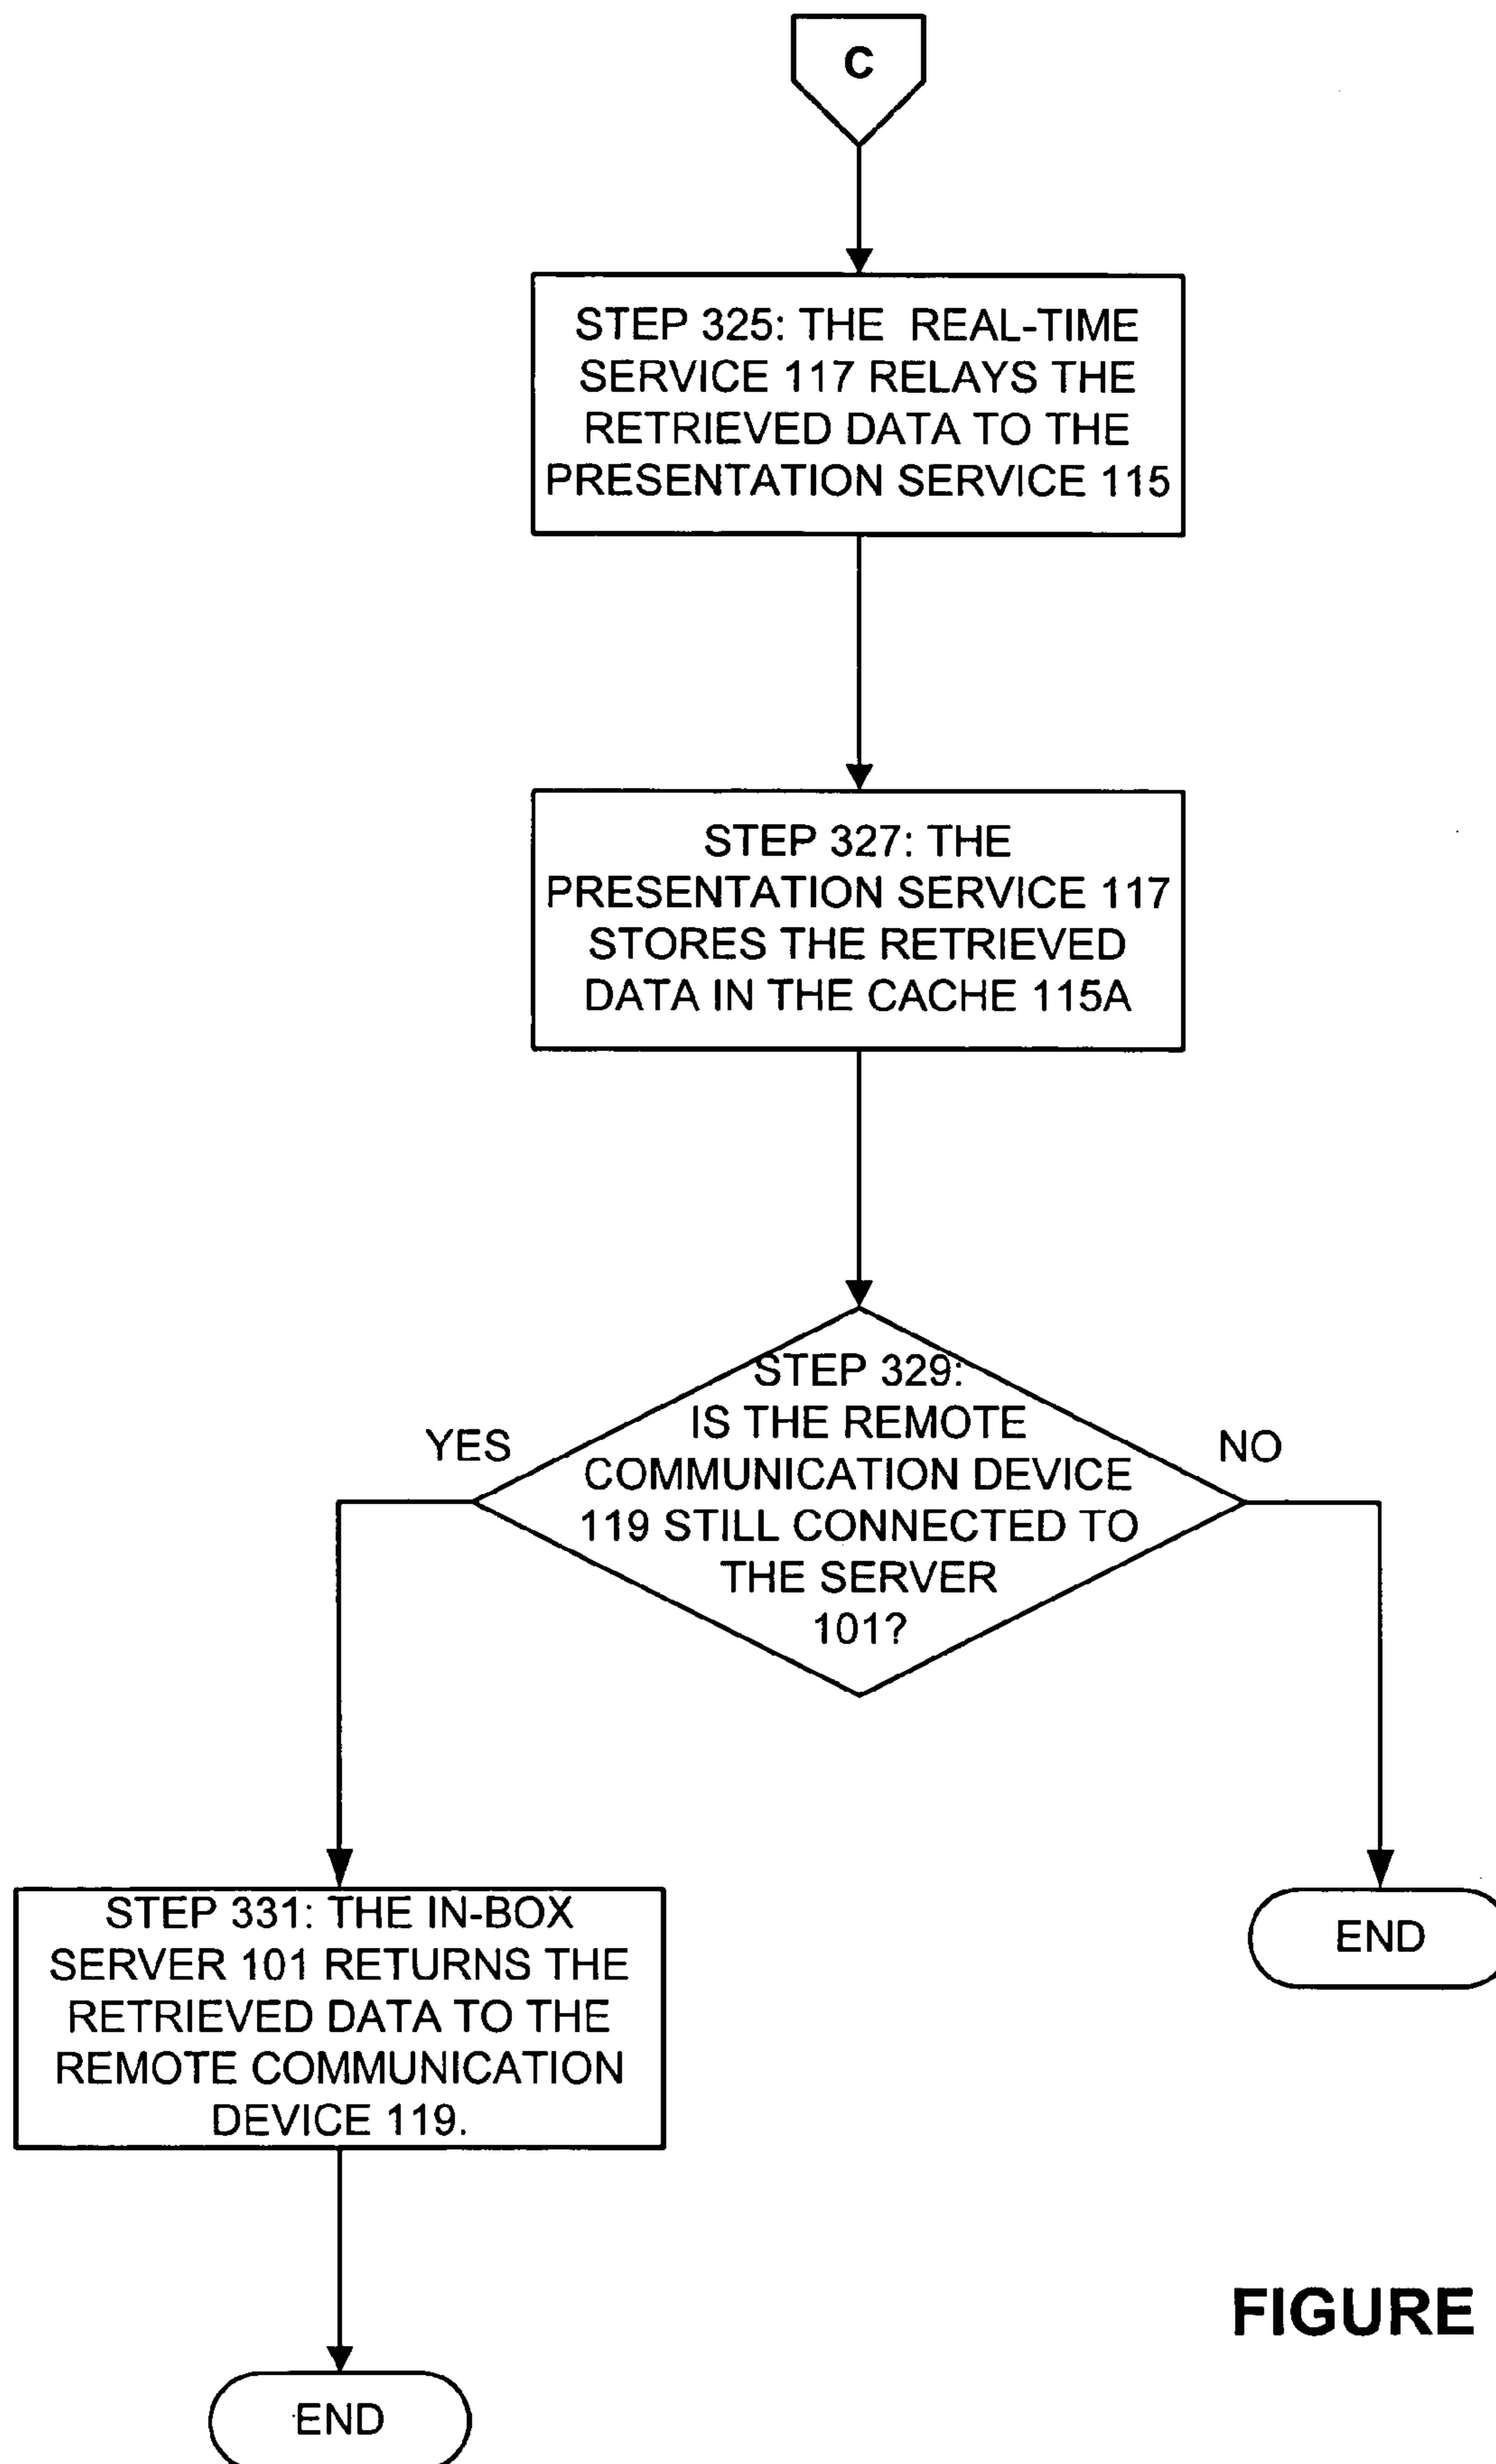 C
STEP 325: THE REAL-TIME
SERVICE 117 RELAYS THE
RETRIEVED DATA TO THE
PRESENTATION SERVICE 115
STEP 327: THE
PRESENTATION SERVICE 117
STORES THE RETRIEVED
DATA IN THE CACHE 115A
STEP 329:
IS THE REMOTE
COMMUNICATION DEVICE
119 STILL CONNECTED TO
THE SERVER
101?
YES
NO
STEP 331: THE IN-BOX
SERVER 101 RETURNS THE
RETRIEVED DATA TO THE
REMOTE COMMUNICATION
DEVICE 119.
END
END
FIGURE